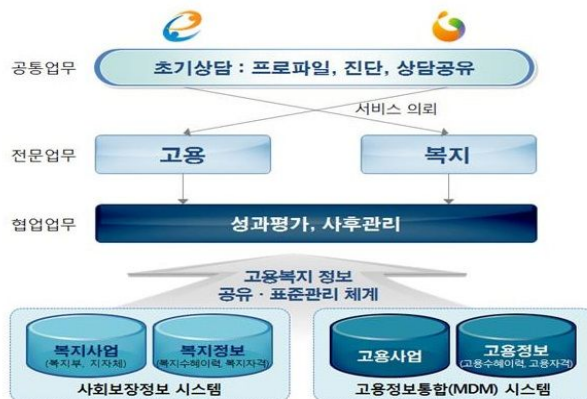 공통업무
초기상담 : 프로파일, 진단, 상담공유
서비스 의뢰
전문업무
고용
복지
협업업무
성과평가, 사후관리
고용복지 정보
공유 · 표준관리 체계
복지사업
(복지부, 지자체)
복지정보
(복지수혜이력, 복지자격)
고용사업
고용정보
(고용수혜이력, 고용자격)
사회보장정보 시스템
고용정보통합(MDM) 시스템